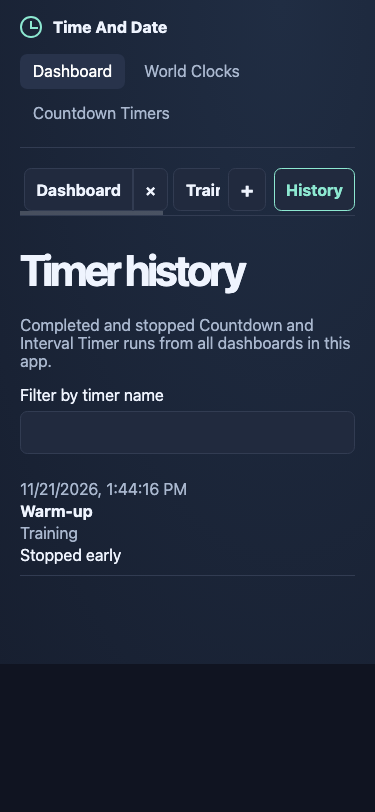 Time And Date
Dashboard World Clocks
Countdown Timers
Dashboard × + History
Timer history
Completed and stopped Countdown and
Interval Timer runs from all dashboards in this
app.
Filter by timer name
11/21/2026, 1:44:16 PM
Warm-up
Training
Stopped early